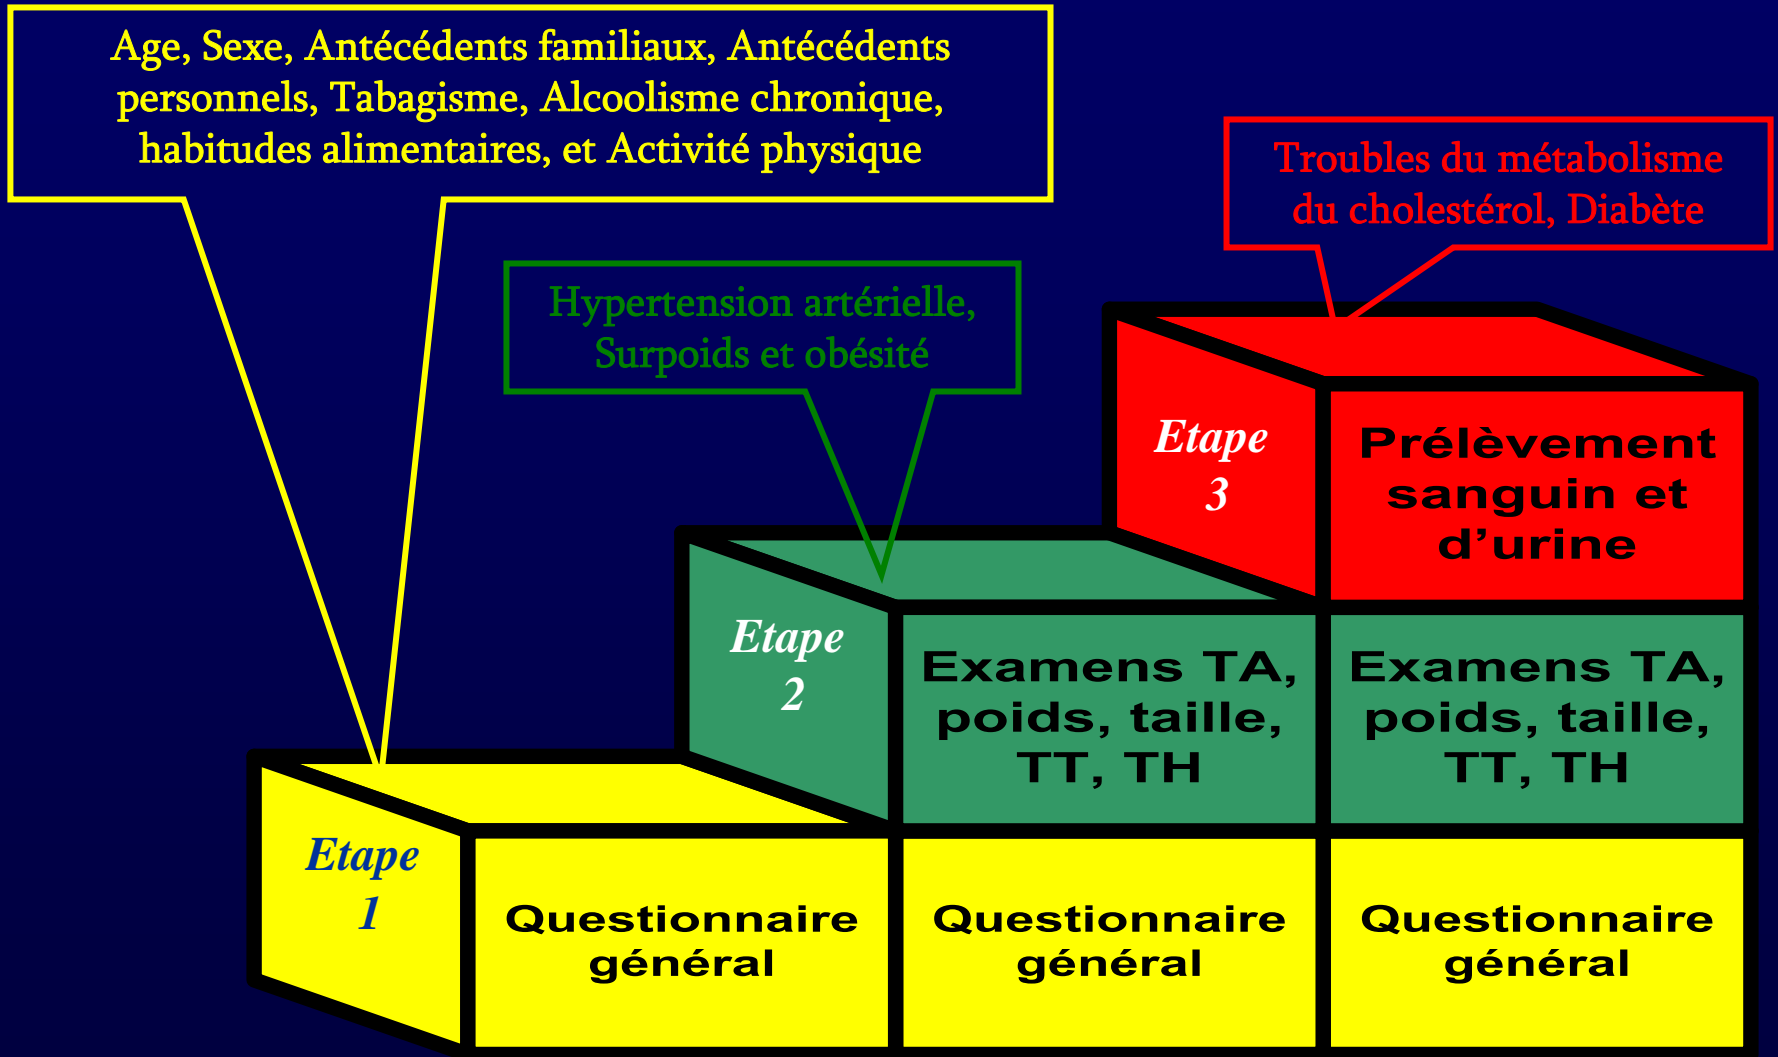 Age, Sexe, Antécédents familiaux, Antécédents
personnels, Tabagisme, Alcoolisme chronique,
habitudes alimentaires, et Activité physique
Troubles du métabolisme
du cholestérol, Diabète
Hypertension artérielle,
Surpoids et obésité
Etape
3
Prélèvement
sanguin et
d’urine
Etape
2
Examens TA,
poids, taille,
TT, TH
Examens TA,
poids, taille,
TT, TH
Etape
1
Questionnaire
général
Questionnaire
général
Questionnaire
général